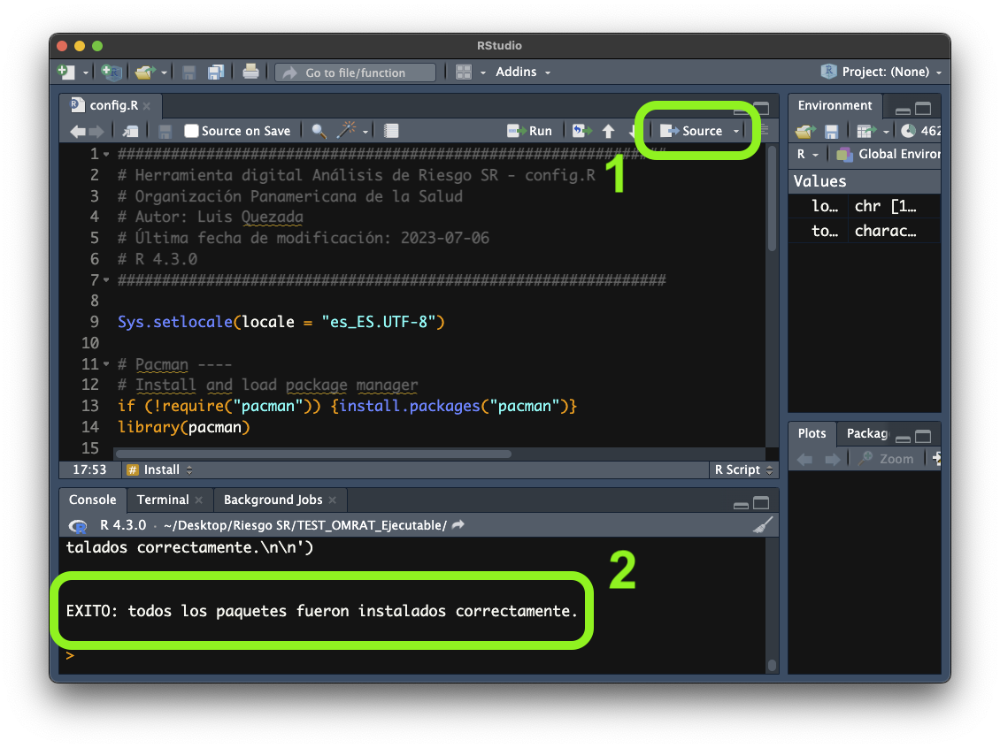 RStudio
Go to file/function
Addins
Project: (None)
config.R
Source on Save
Run
Source
1
1 ##############################################################
2 # Herramienta digital Análisis de Riesgo SR - config.R
3 # Organización Panamericana de la Salud
4 # Autor: Luis Quezada
5 # Última fecha de modificación: 2023-07-06
6 # R 4.3.0
7 ##############################################################
8
9 Sys.setlocale(locale = "es_ES.UTF-8")
10
11 # Pacman ----
12 # Install and load package manager
13 if (!require("pacman")) {install.packages("pacman")}
14 library(pacman)
15
17:53 # Install R Script
Console Terminal Background Jobs
R 4.3.0 · ~/Desktop/Riesgo SR/TEST_OMRAT_Ejecutable/
talados correctamente.\n\n')
2
EXITO: todos los paquetes fueron instalados correctamente.
>
Environment
462
R Global Enviror
Values
lo… chr [1…
to… charac…
Plots Packag
Zoom